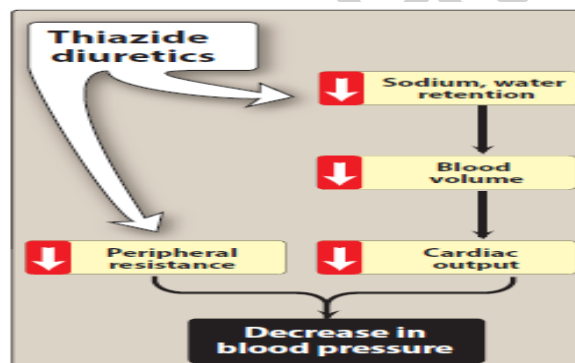 Thiazide
diuretics
Sodium, water
retention
Blood
volume
Peripheral
resistance
Cardiac
output
Decrease in
blood pressure